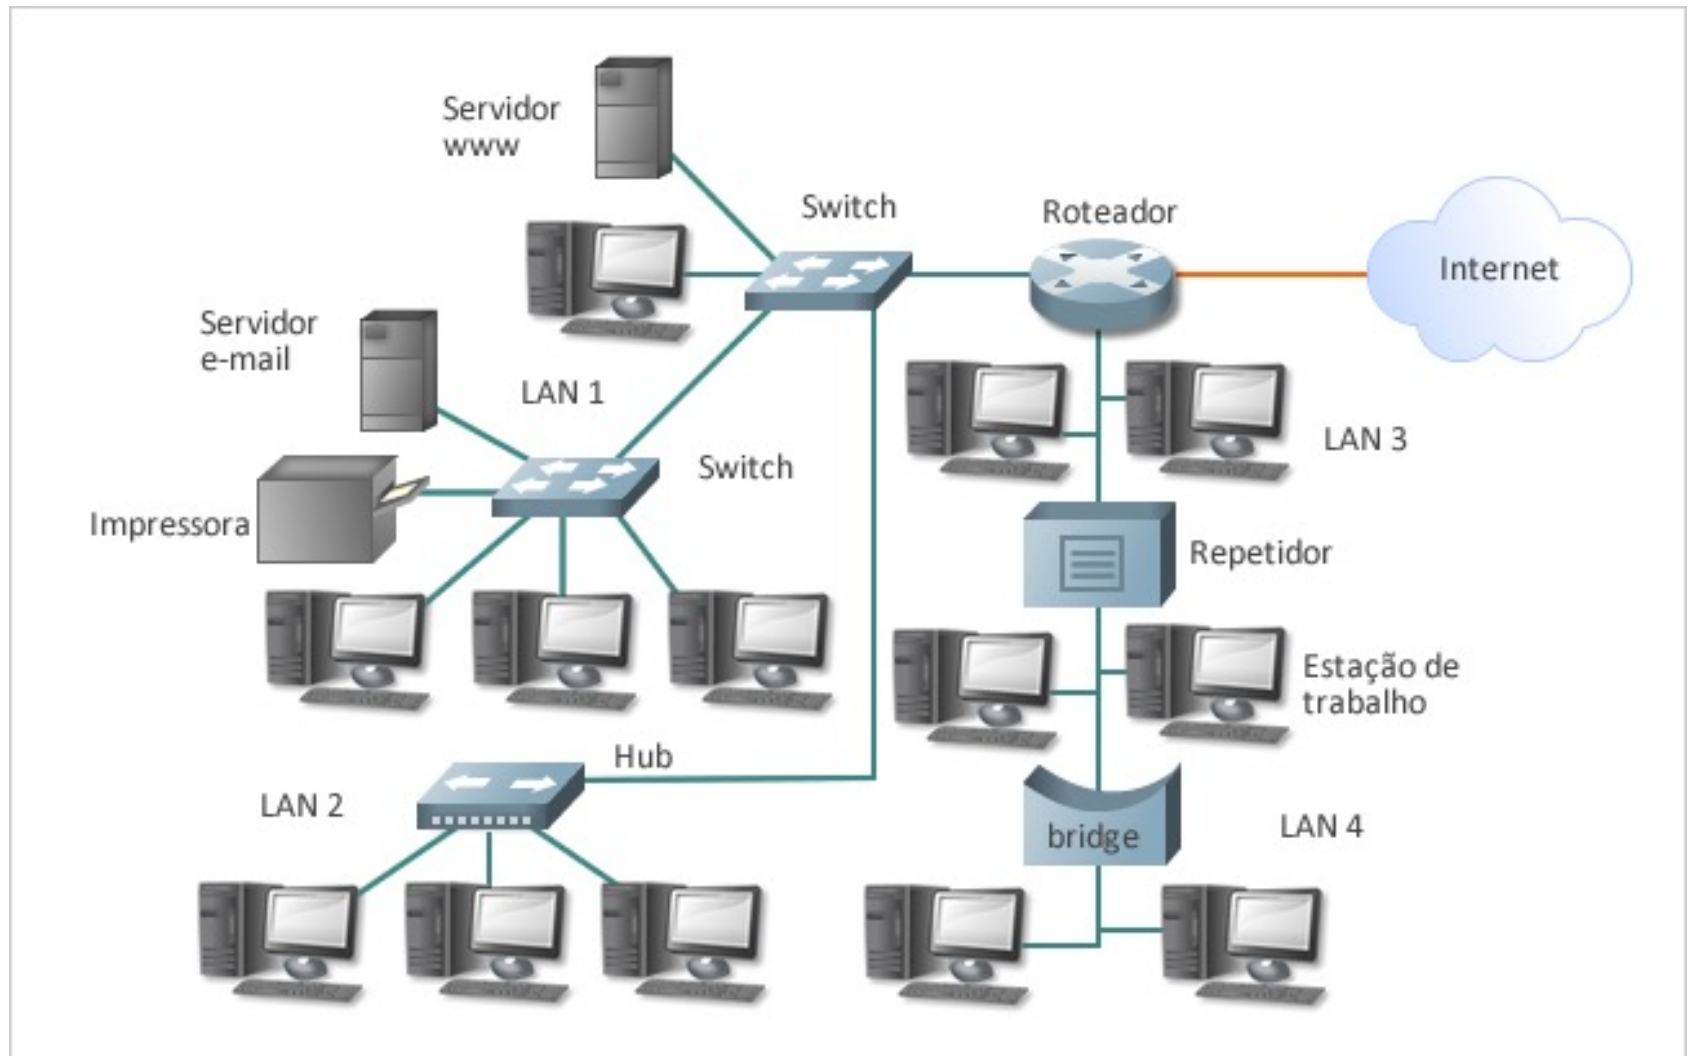 Servidor
www
Switch
Roteador
Internet
Servidor
e-mail
LAN 1
LAN 3
Switch
Impressora
Repetidor
Estação de
trabalho
Hub
LAN 2
bridge
LAN 4